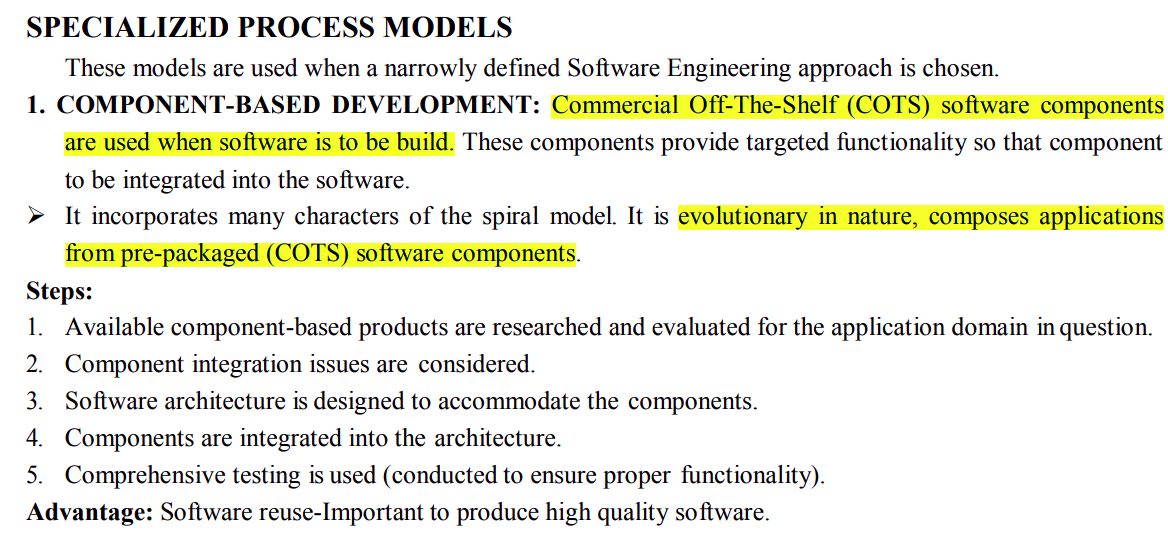 SPECIALIZED PROCESS MODELS
These models are used when a narrowly defined Software Engineering approach is chosen.
1. COMPONENT-BASED DEVELOPMENT: Commercial Off-The-Shelf (COTS) software components
are used when software is to be build. These components provide targeted functionality so that component
to be integrated into the software.
➢ It incorporates many characters of the spiral model. It is evolutionary in nature, composes applications
from pre-packaged (COTS) software components.
Steps:
1. Available component-based products are researched and evaluated for the application domain in question.
2. Component integration issues are considered.
3. Software architecture is designed to accommodate the components.
4. Components are integrated into the architecture.
5. Comprehensive testing is used (conducted to ensure proper functionality).
Advantage: Software reuse-Important to produce high quality software.